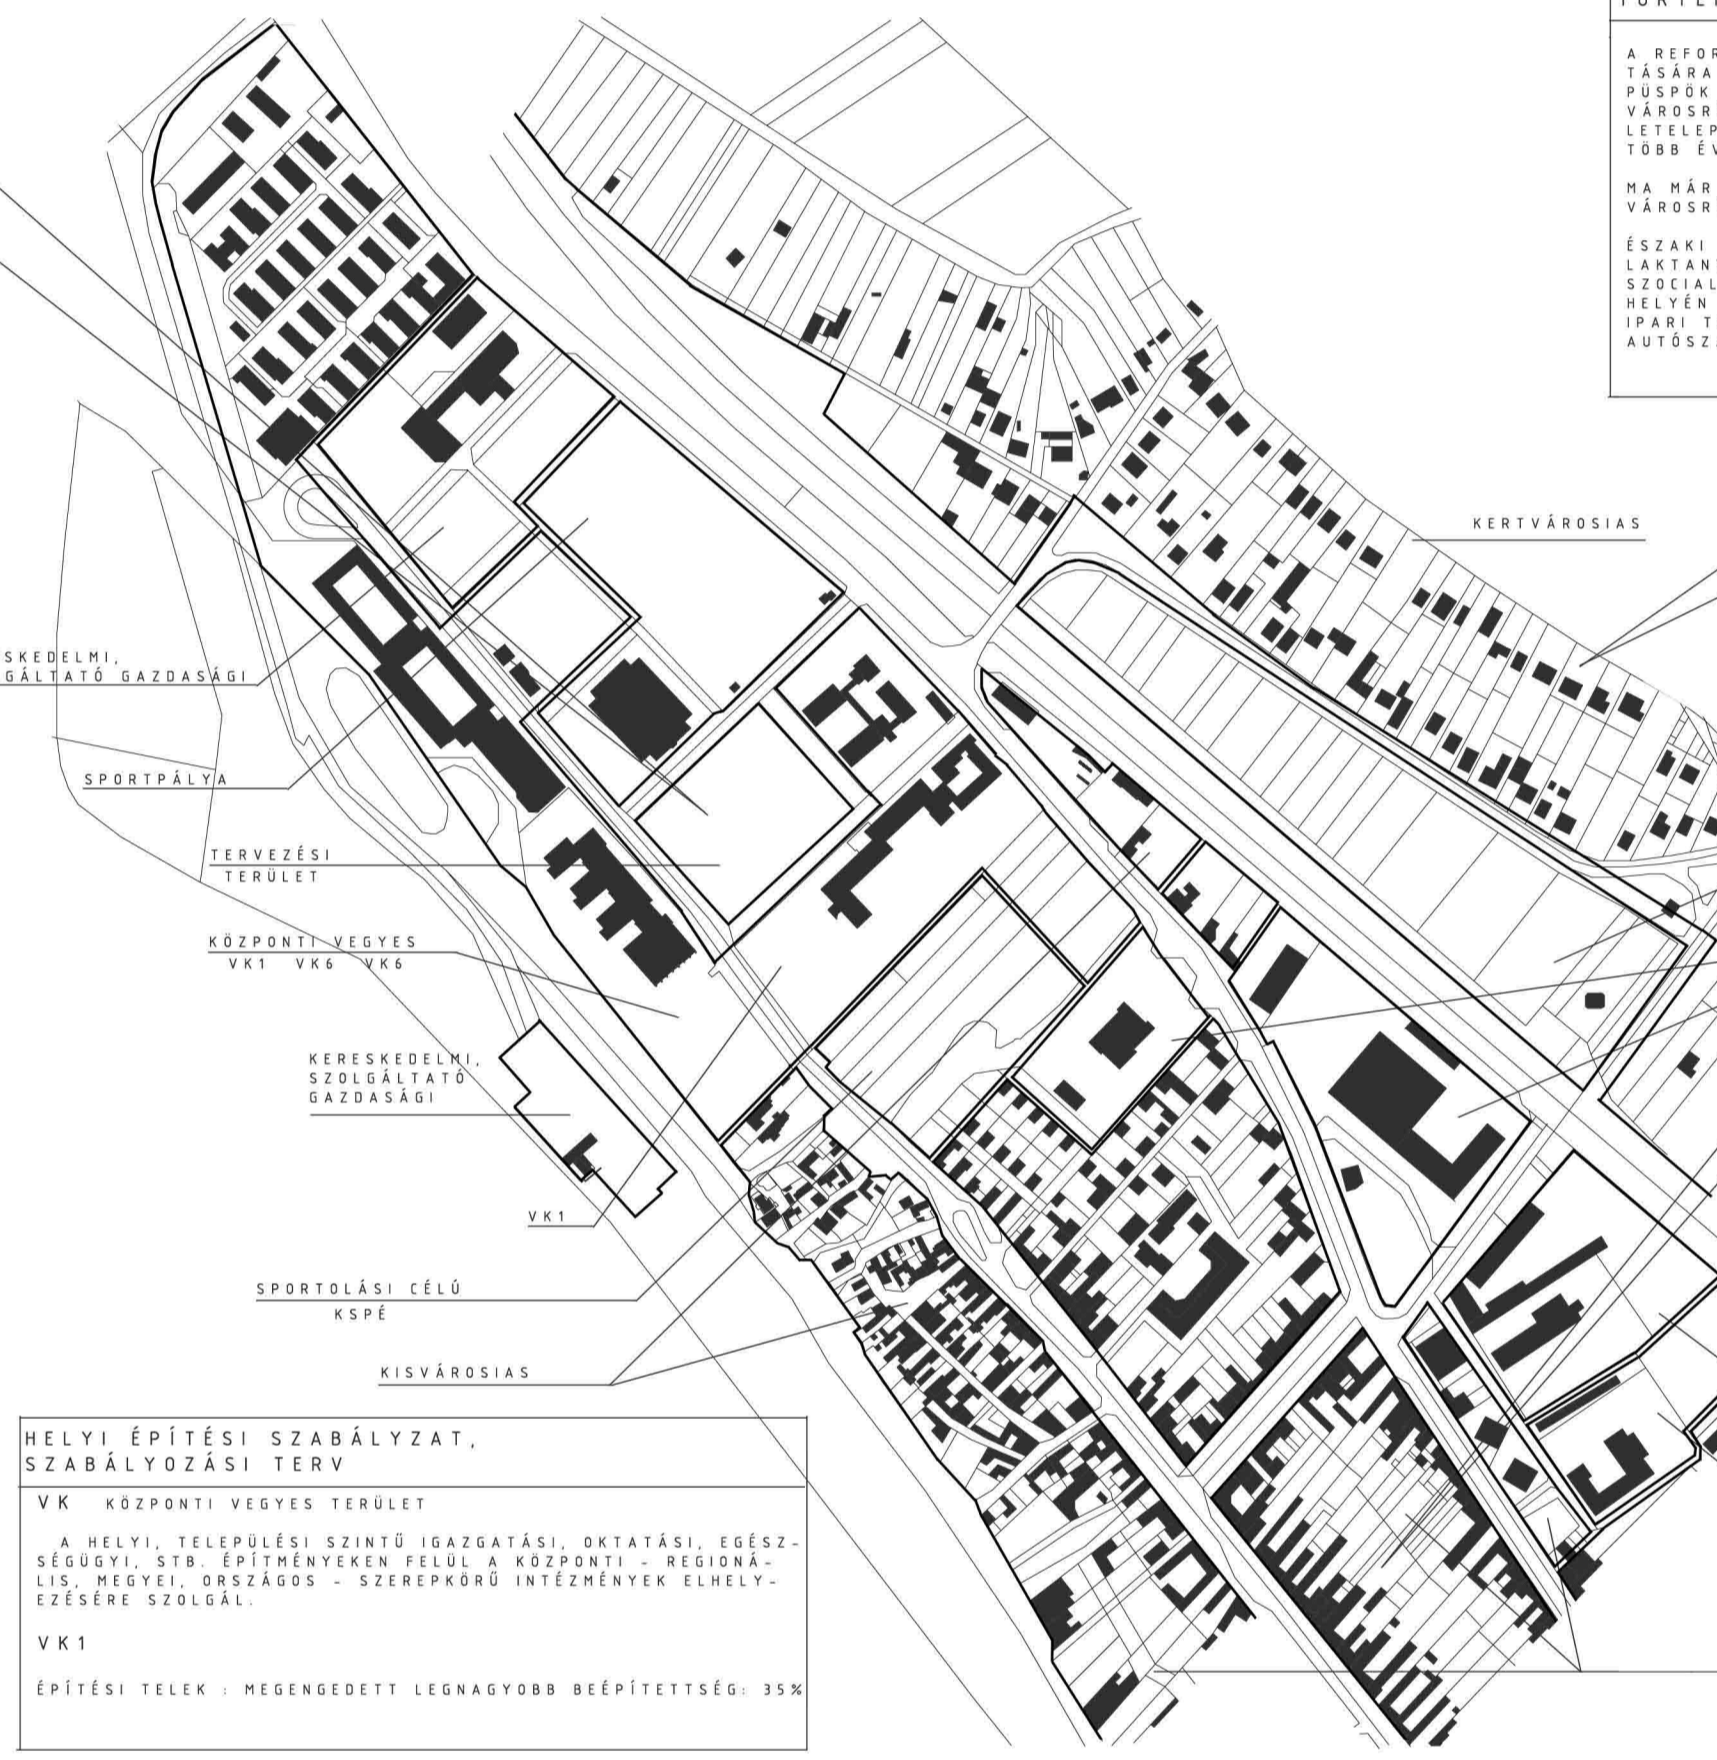 A REFOR
TÁSÁRA
PÜSPÖK
VÁROSR
LETELEP
TÖBB ÉV
MA MÁR
VÁROSR
ÉSZAKI
LAKTAN
SZOCIAL
HELYÉN
IPARI T
AUTÓSZ
KERTVÁROSIAS
SKEDELMI,
GÁLTATÓ GAZDASÁGI
SPORTPÁLYA
TERVEZÉSI
TERÜLET
KÖZPONTI VEGYES
VK1 VK6 VK6
KERESKEDELMI,
SZOLGÁLTATÓ
GAZDASÁGI
VK1
SPORTOLÁSI CÉLÚ
KSPÉ
KISVÁROSIAS
HELYI ÉPÍTÉSI SZABÁLYZAT,
SZABÁLYOZÁSI TERV
VK KÖZPONTI VEGYES TERÜLET
A HELYI, TELEPÜLÉSI SZINTŰ IGAZGATÁSI, OKTATÁSI, EGÉSZ-
SÉGÜGYI, STB. ÉPÍTMÉNYEKEN FELÜL A KÖZPONTI - REGIONÁ-
LIS, MEGYEI, ORSZÁGOS - SZEREPKÖRŰ INTÉZMÉNYEK ELHELY-
EZÉSÉRE SZOLGÁL.
VK1
ÉPÍTÉSI TELEK : MEGENGEDETT LEGNAGYOBB BEÉPÍTETTSÉG: 35%